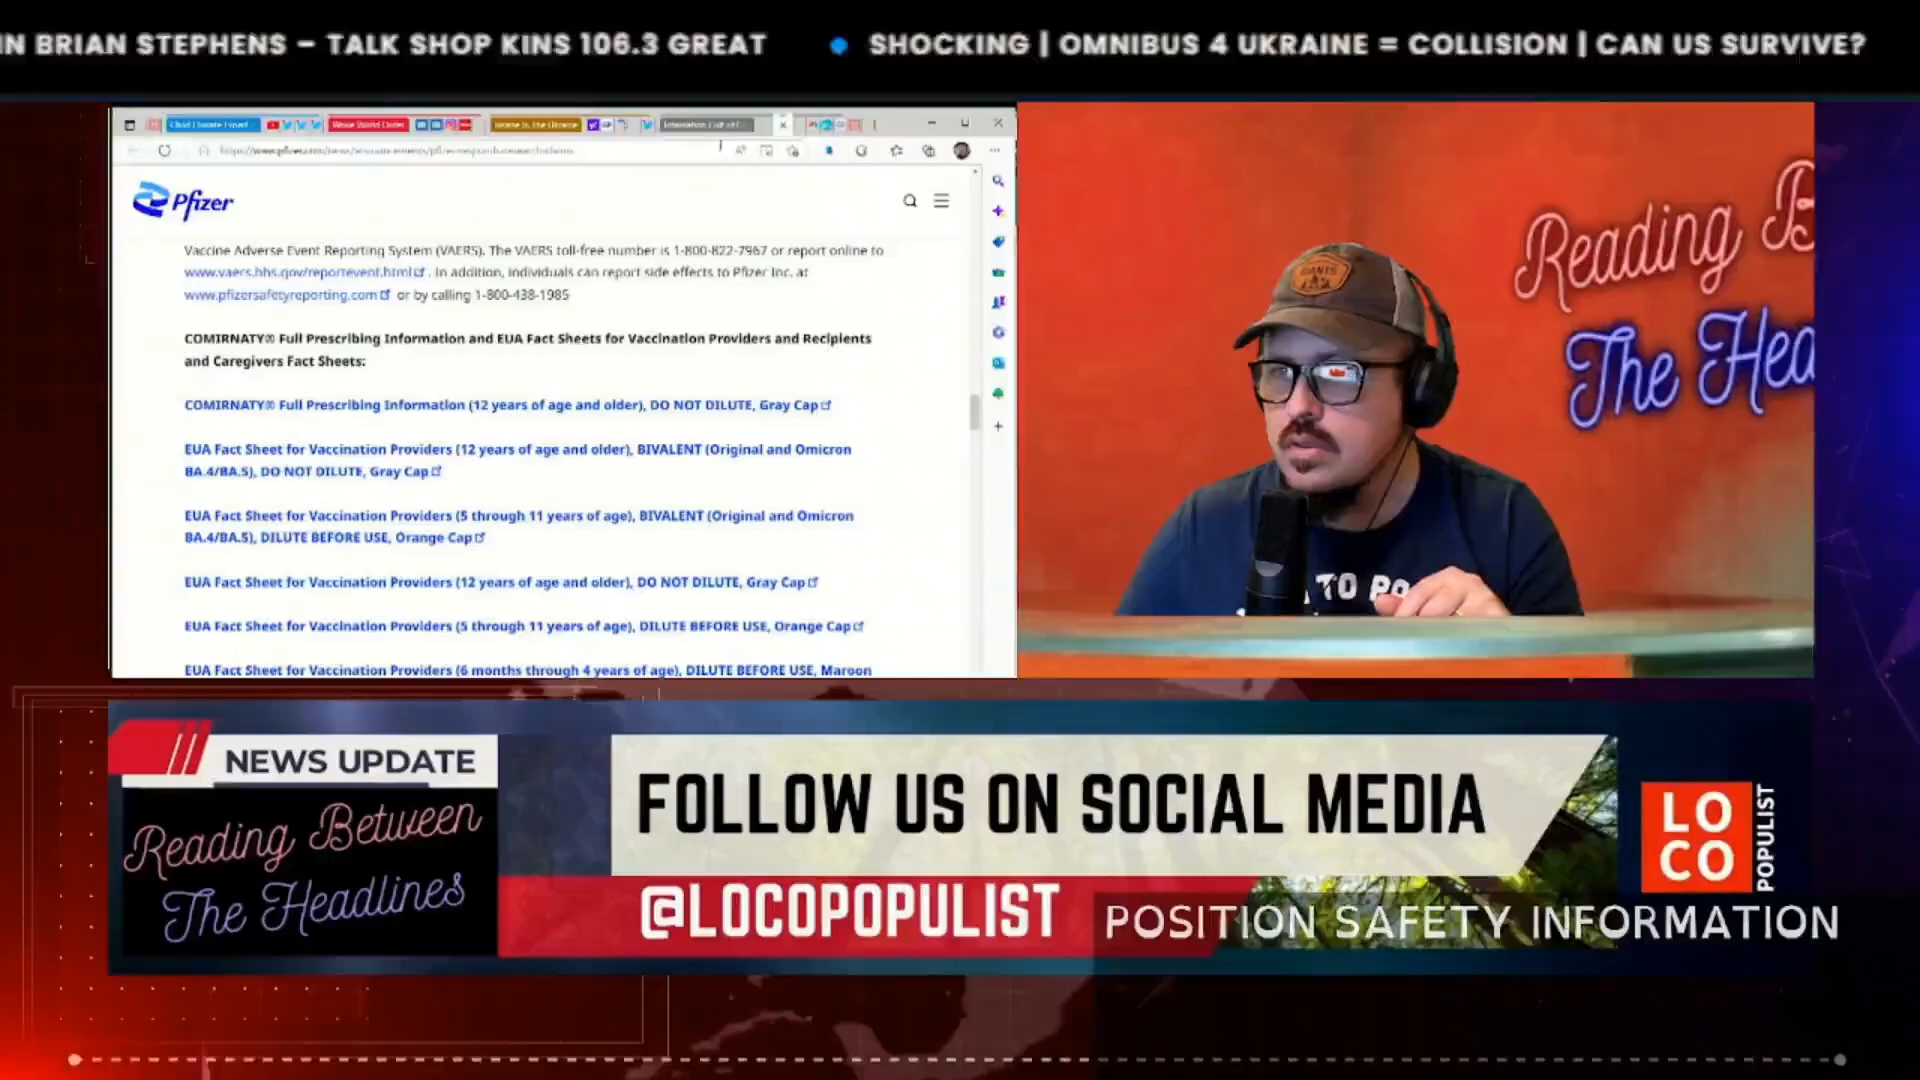 IN BRIAN STEPHENS – TALK SHOP KINS 106.3 GREAT
SHOCKING | OMNIBUS 4 UKRAINE = COLLISION | CAN US SURVIVE?
Pfizer
Vaccine Adverse Event Reporting System (VAERS). The VAERS toll-free number is 1-800-822-7967 or report online to
www.vaers.hhs.gov/reportevent.html . In addition, individuals can report side effects to Pfizer Inc. at
www.pfizersafetyreporting.com or by calling 1-800-438-1985
COMIRNATY® Full Prescribing Information and EUA Fact Sheets for Vaccination Providers and Recipients
and Caregivers Fact Sheets:
COMIRNATY® Full Prescribing Information (12 years of age and older), DO NOT DILUTE, Gray Cap
EUA Fact Sheet for Vaccination Providers (12 years of age and older), BIVALENT (Original and Omicron
BA.4/BA.5), DO NOT DILUTE, Gray Cap
EUA Fact Sheet for Vaccination Providers (5 through 11 years of age), BIVALENT (Original and Omicron
BA.4/BA.5), DILUTE BEFORE USE, Orange Cap
EUA Fact Sheet for Vaccination Providers (12 years of age and older), DO NOT DILUTE, Gray Cap
EUA Fact Sheet for Vaccination Providers (5 through 11 years of age), DILUTE BEFORE USE, Orange Cap
EUA Fact Sheet for Vaccination Providers (6 months through 4 years of age), DILUTE BEFORE USE, Maroon
Reading B
The Hea
GIANTS
TO PO
NEWS UPDATE
Reading Between
The Headlines
FOLLOW US ON SOCIAL MEDIA
@LOCOPOPULIST
POSITION SAFETY INFORMATION
LO
CO
POPULIST